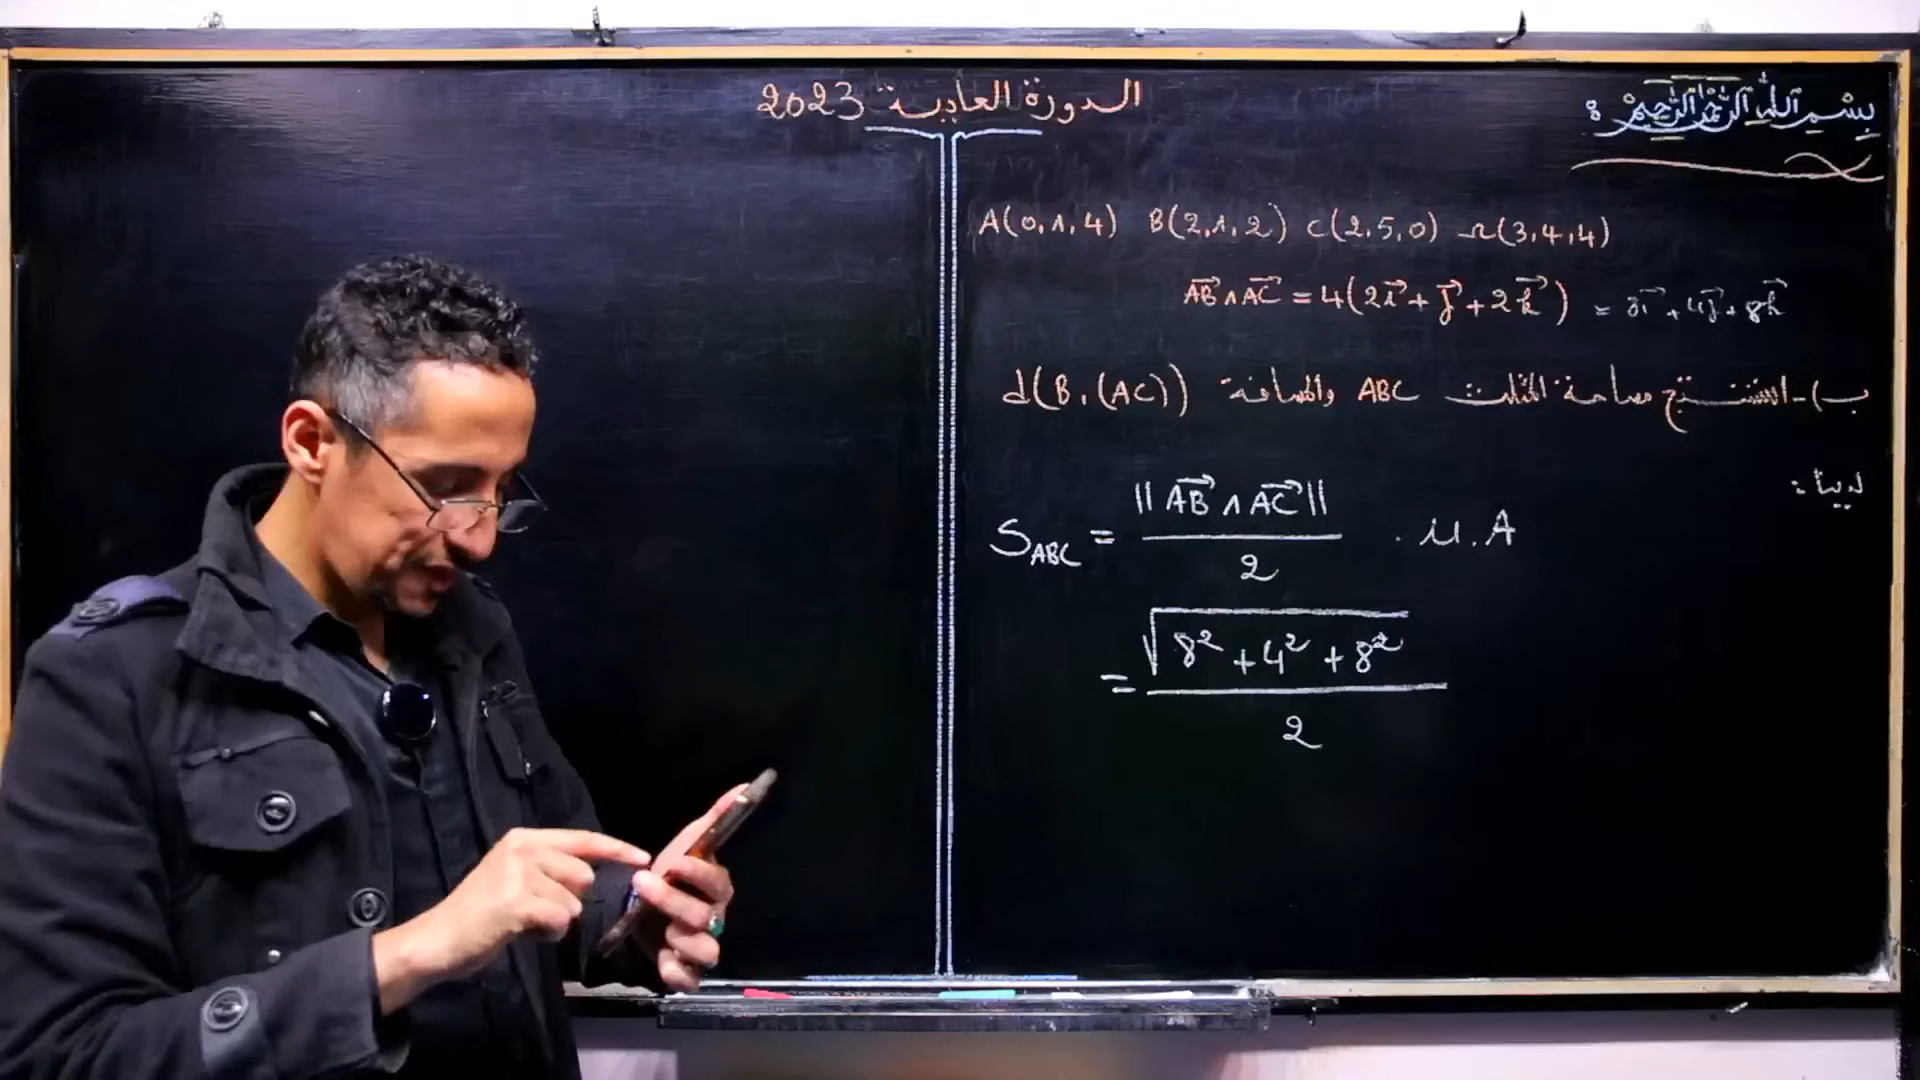 بسم الله الرحمن الرحيم :
الدورة العادية 2023
A(0,1,4) B(2,1,2) C(2,5,0) Ω(3,4,4)
AB⃗ ∧ AC⃗ = 4(2i⃗ + j⃗ + 2k⃗) = 8i⃗ + 4j⃗ + 8k⃗
ب)- استنتج مساحة المثلث ABC والمسافة d(B,(AC))
لدينا :
S_ABC = ||AB⃗ ∧ AC⃗|| / 2 . u.A
= √(8² + 4² + 8²) / 2